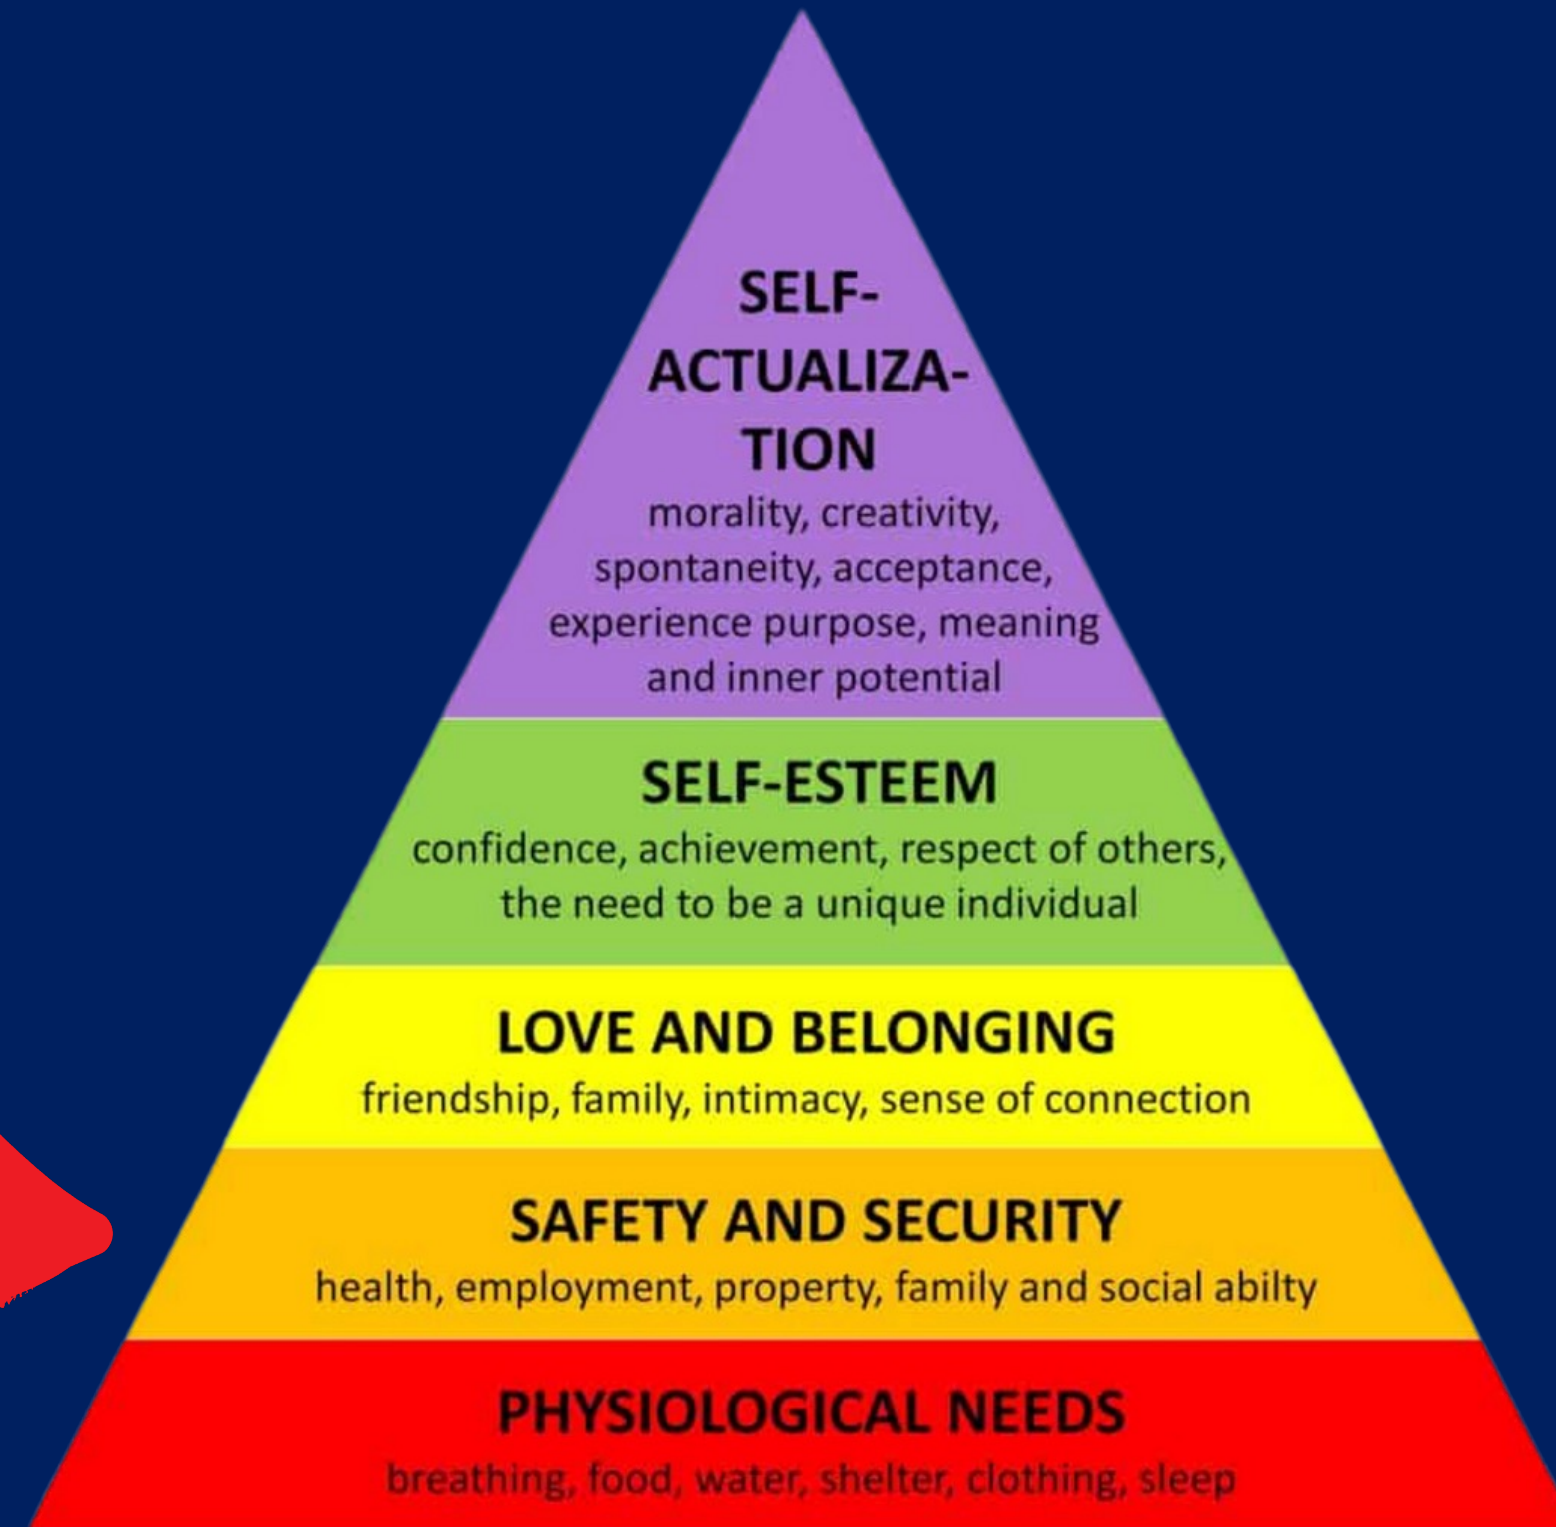 SELF-
ACTUALIZA-
TION
morality, creativity,
spontaneity, acceptance,
experience purpose, meaning
and inner potential
SELF-ESTEEM
confidence, achievement, respect of others,
the need to be a unique individual
LOVE AND BELONGING
friendship, family, intimacy, sense of connection
SAFETY AND SECURITY
health, employment, property, family and social abilty
PHYSIOLOGICAL NEEDS
breathing, food, water, shelter, clothing, sleep